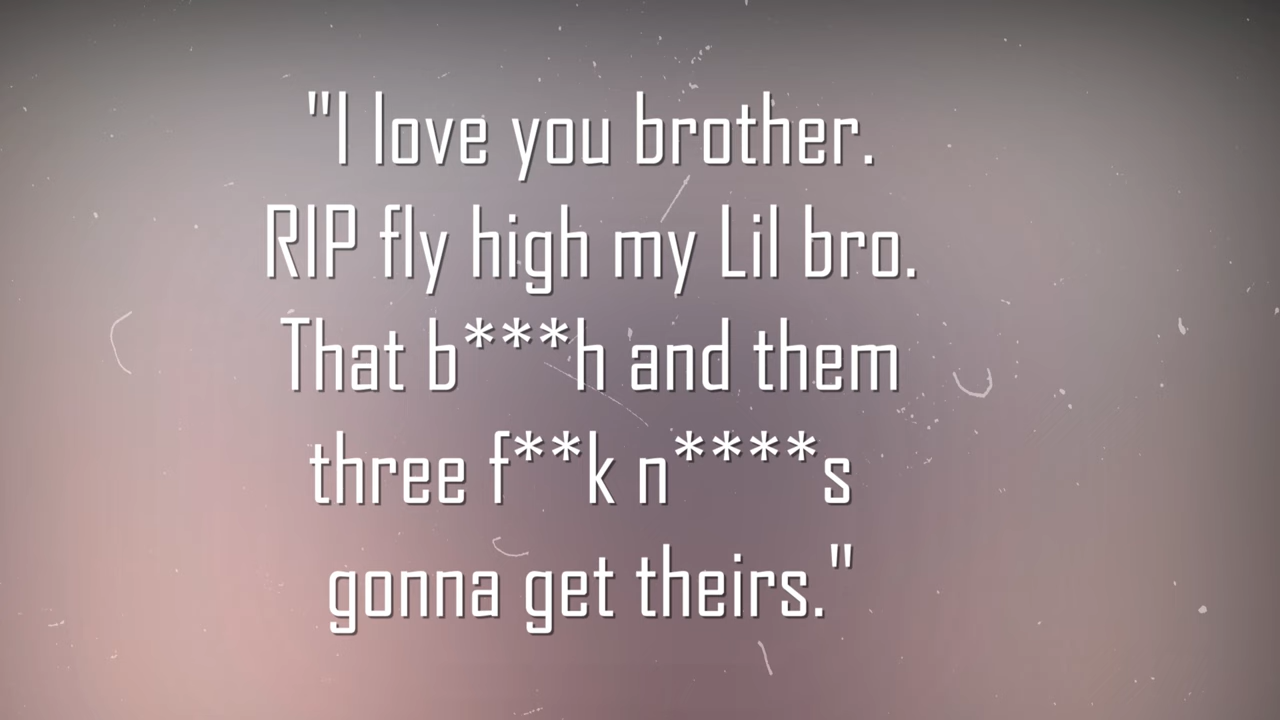 "I love you brother.
RIP fly high my Lil bro.
That b***h and them
three f**k n****s
gonna get theirs."